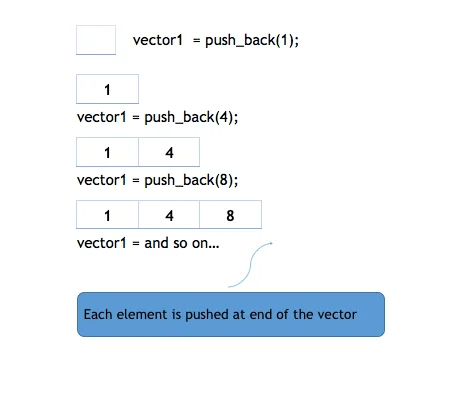 vector1 = push_back(1);
1
vector1 = push_back(4);
1 4
vector1 = push_back(8);
1 4 8
vector1 = and so on...
Each element is pushed at end of the vector